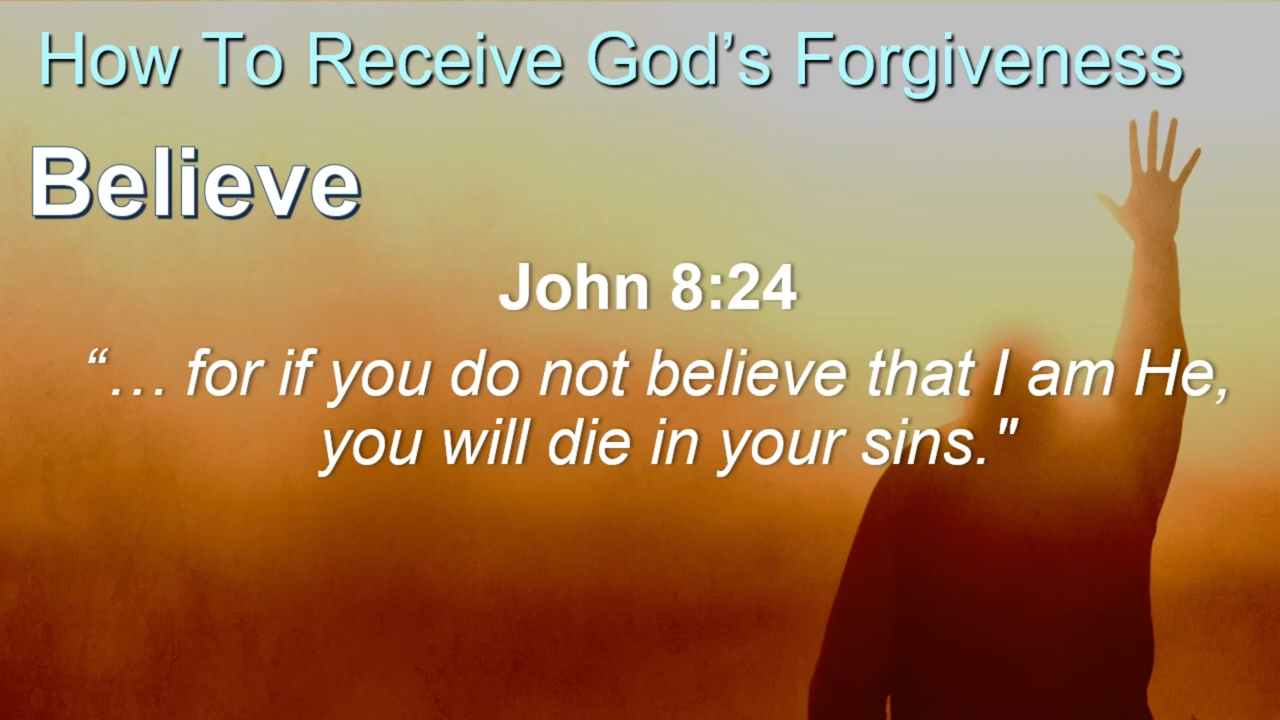 How To Receive God’s Forgiveness
Believe
John 8:24
“… for if you do not believe that I am He,
you will die in your sins."